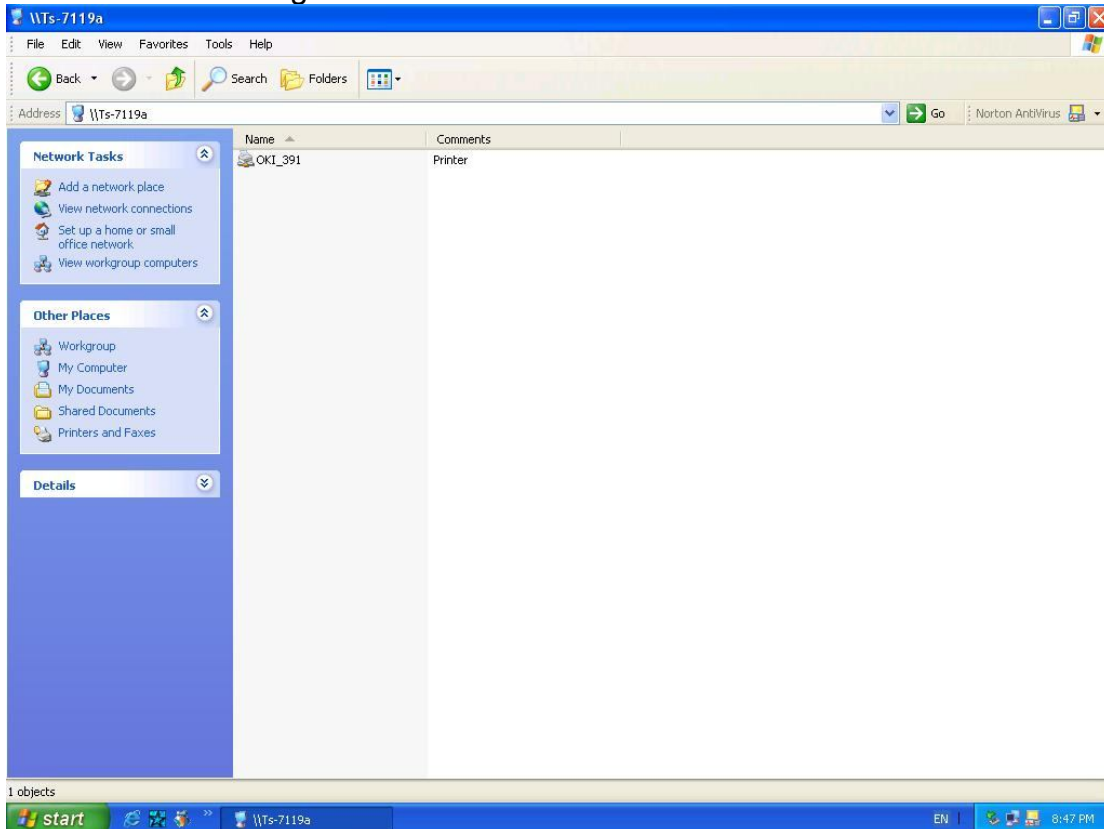 \\Ts-7119a
File Edit View Favorites Tools Help
Back Search Folders
Address \\Ts-7119a Go Norton AntiVirus
Name Comments
Network Tasks
OKI_391 Printer
Add a network place
View network connections
Set up a home or small
office network
View workgroup computers
Other Places
Workgroup
My Computer
My Documents
Shared Documents
Printers and Faxes
Details
1 objects
start \\Ts-7119a EN 8:47 PM